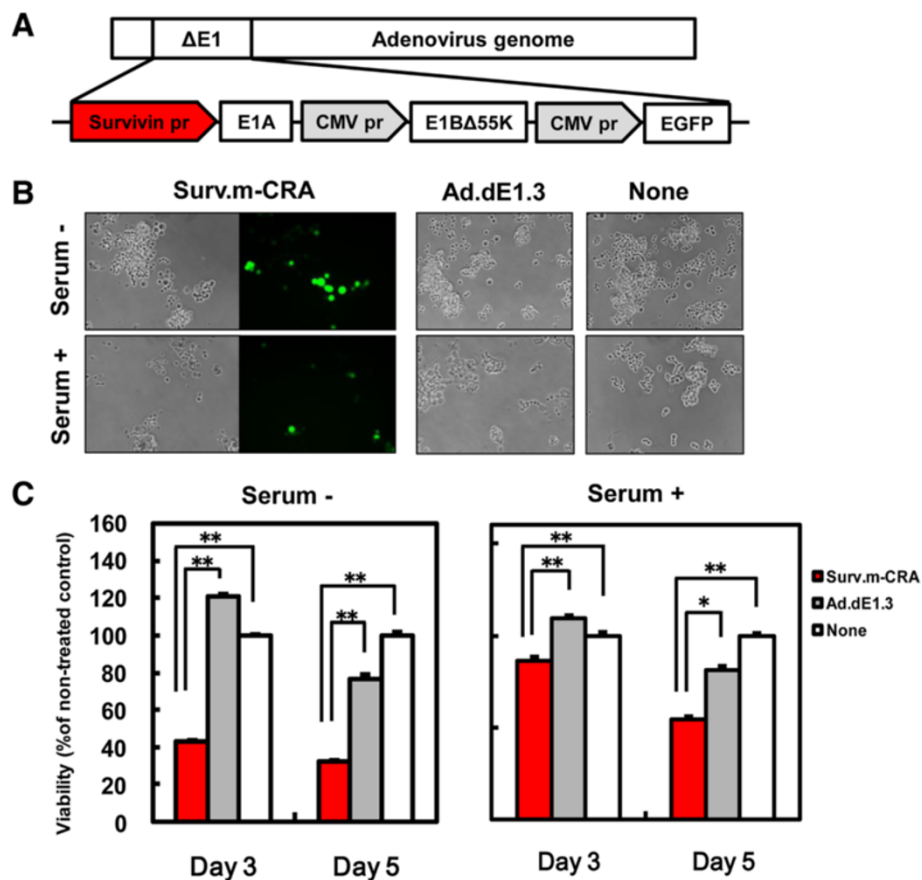 A
ΔE1 Adenovirus genome
Survivin pr E1A CMV pr E1BΔ55K CMV pr EGFP
B
Surv.m-CRA Ad.dE1.3 None
Serum -
Serum +
C
Serum - Serum +
Viability (%of non-treated control)
160
140
120
100
80
60
40
20
0
** ** ** **
** ** ** *
Day 3 Day 5 Day 3 Day 5
Surv.m-CRA
Ad.dE1.3
None